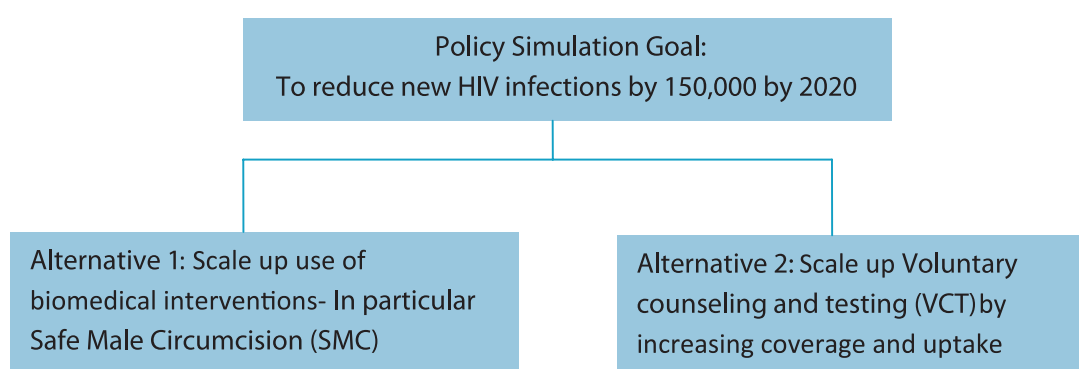 Policy Simulation Goal:
To reduce new HIV infections by 150,000 by 2020
Alternative 1: Scale up use of
biomedical interventions- In particular
Safe Male Circumcision (SMC)
Alternative 2: Scale up Voluntary
counseling and testing (VCT) by
increasing coverage and uptake